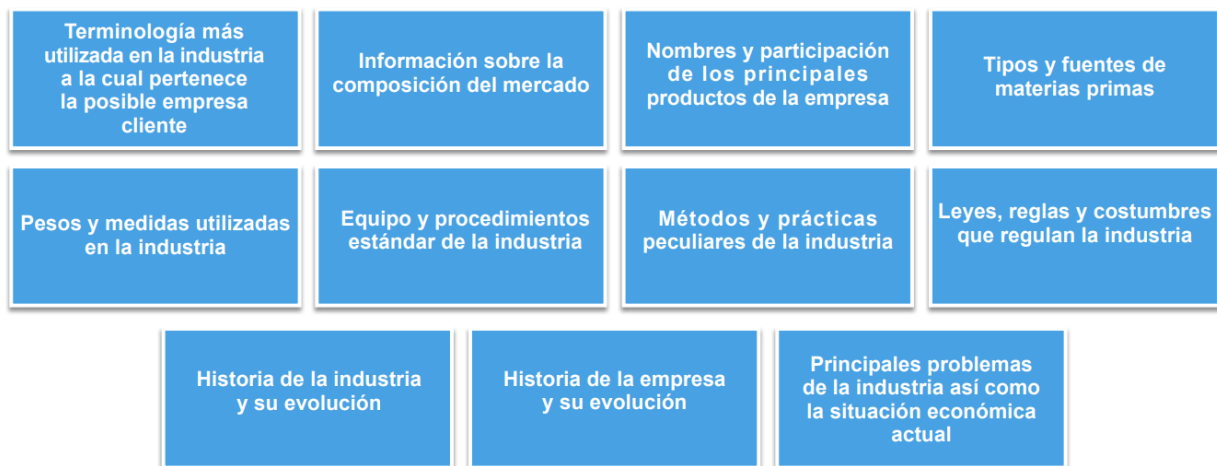 Terminología más
utilizada en la industria
a la cual pertenece
la posible empresa
cliente
Información sobre la
composición del mercado
Nombres y participación
de los principales
productos de la empresa
Tipos y fuentes de
materias primas
Pesos y medidas utilizadas
en la industria
Equipo y procedimientos
estándar de la industria
Métodos y prácticas
peculiares de la industria
Leyes, reglas y costumbres
que regulan la industria
Historia de la industria
y su evolución
Historia de la empresa
y su evolución
Principales problemas
de la industria así como
la situación económica
actual